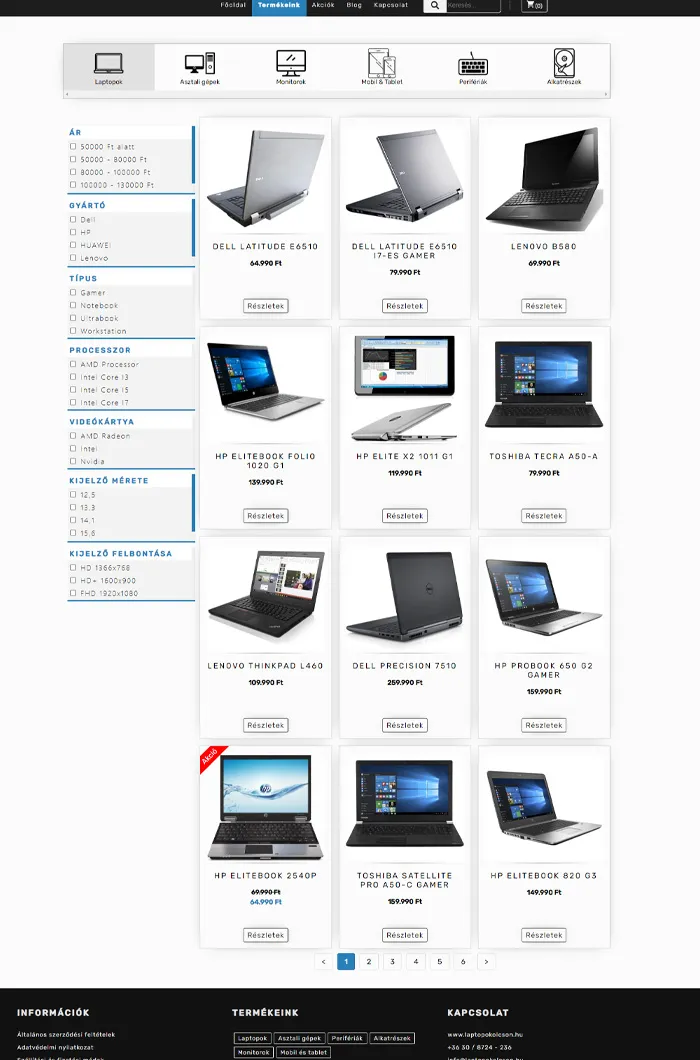 Főoldal Termékeink Akciók Blog Kapcsolat Keresés... (0)
Laptopok Asztali gépek Monitorok Mobil & Tablet Perifériák Alkatrészek
ÁR
50000 Ft alatt
50000 - 80000 Ft
80000 - 100000 Ft
100000 - 130000 Ft
GYÁRTÓ
Dell
HP
HUAWEI
Lenovo
TÍPUS
Gamer
Notebook
Ultrabook
Workstation
PROCESSZOR
AMD Processor
Intel Core I3
Intel Core I5
Intel Core I7
VIDEÓKÁRTYA
AMD Radeon
Intel
Nvidia
KIJELZŐ MÉRETE
12,5
13,3
14,1
15,6
KIJELZŐ FELBONTÁSA
HD 1366x768
HD+ 1600x900
FHD 1920x1080
DELL LATITUDE E6510
64.990 Ft
Részletek
DELL LATITUDE E6510
I7-ES GAMER
79.990 Ft
Részletek
LENOVO B580
69.990 Ft
Részletek
HP ELITEBOOK FOLIO
1020 G1
139.990 Ft
Részletek
HP ELITE X2 1011 G1
119.990 Ft
Részletek
TOSHIBA TECRA A50-A
79.990 Ft
Részletek
LENOVO THINKPAD L460
109.990 Ft
Részletek
DELL PRECISION 7510
259.990 Ft
Részletek
HP PROBOOK 650 G2
GAMER
159.990 Ft
Részletek
Akció
HP ELITEBOOK 2540P
69.990 Ft
64.990 Ft
Részletek
TOSHIBA SATELLITE
PRO A50-C GAMER
159.990 Ft
Részletek
HP ELITEBOOK 820 G3
149.990 Ft
Részletek
< 1 2 3 4 5 6 >
INFORMÁCIÓK
Általános szerződési feltételek
Adatvédelmi nyilatkozat
Szállítási és fizetési módok
TERMÉKEINK
Laptopok Asztali gépek Perifériák Alkatrészek
Monitorok Mobil és tablet
KAPCSOLAT
www.laptopokolcson.hu
+36 30 / 8724 - 236
info@laptopokolcson.hu